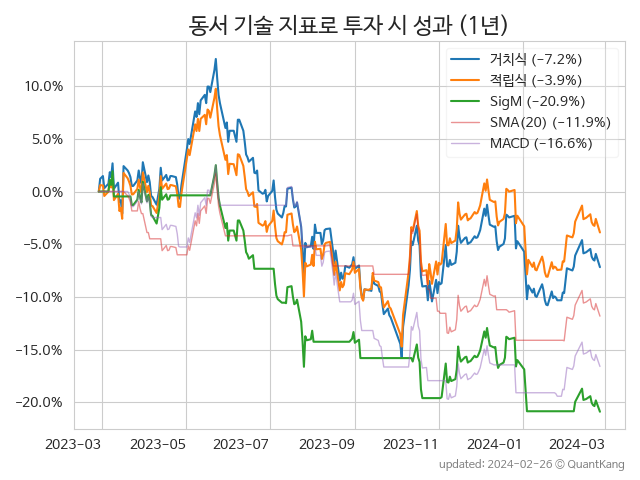 동서 기술 지표로 투자 시 성과 (1년)
거치식 (−7.2%)
적립식 (−3.9%)
SigM (−20.9%)
SMA(20) (−11.9%)
MACD (−16.6%)
10.0%
5.0%
0.0%
−5.0%
−10.0%
−15.0%
−20.0%
2023−03 2023−05 2023−07 2023−09 2023−11 2024−01 2024−03
updated: 2024−02−26 © QuantKang